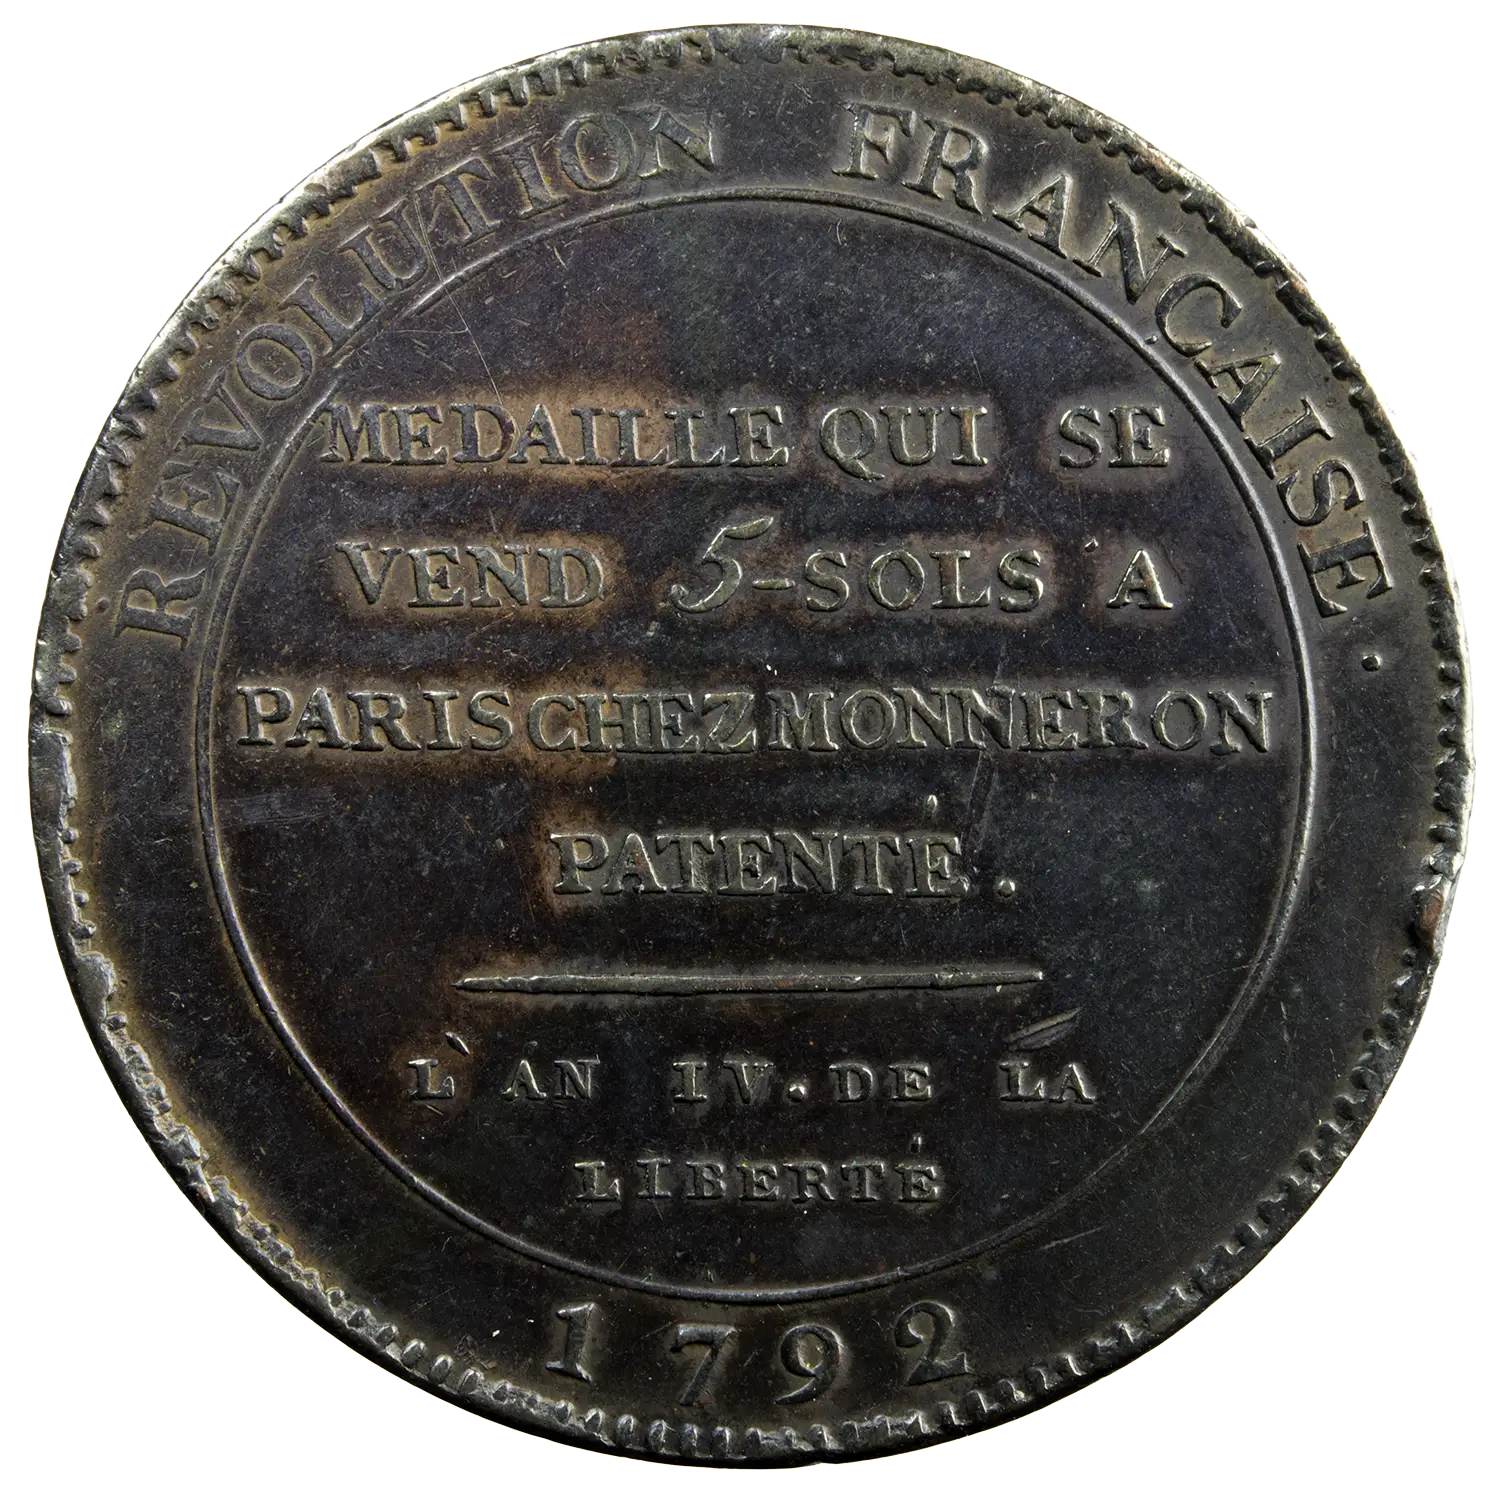 REVOLUTION FRANCAISE.
MEDAILLE QUI SE
VEND 5-SOLS À
PARIS CHEZ MONNERON
PATENTÉ.
L'AN IV. DE LA
LIBERTÉ
1792